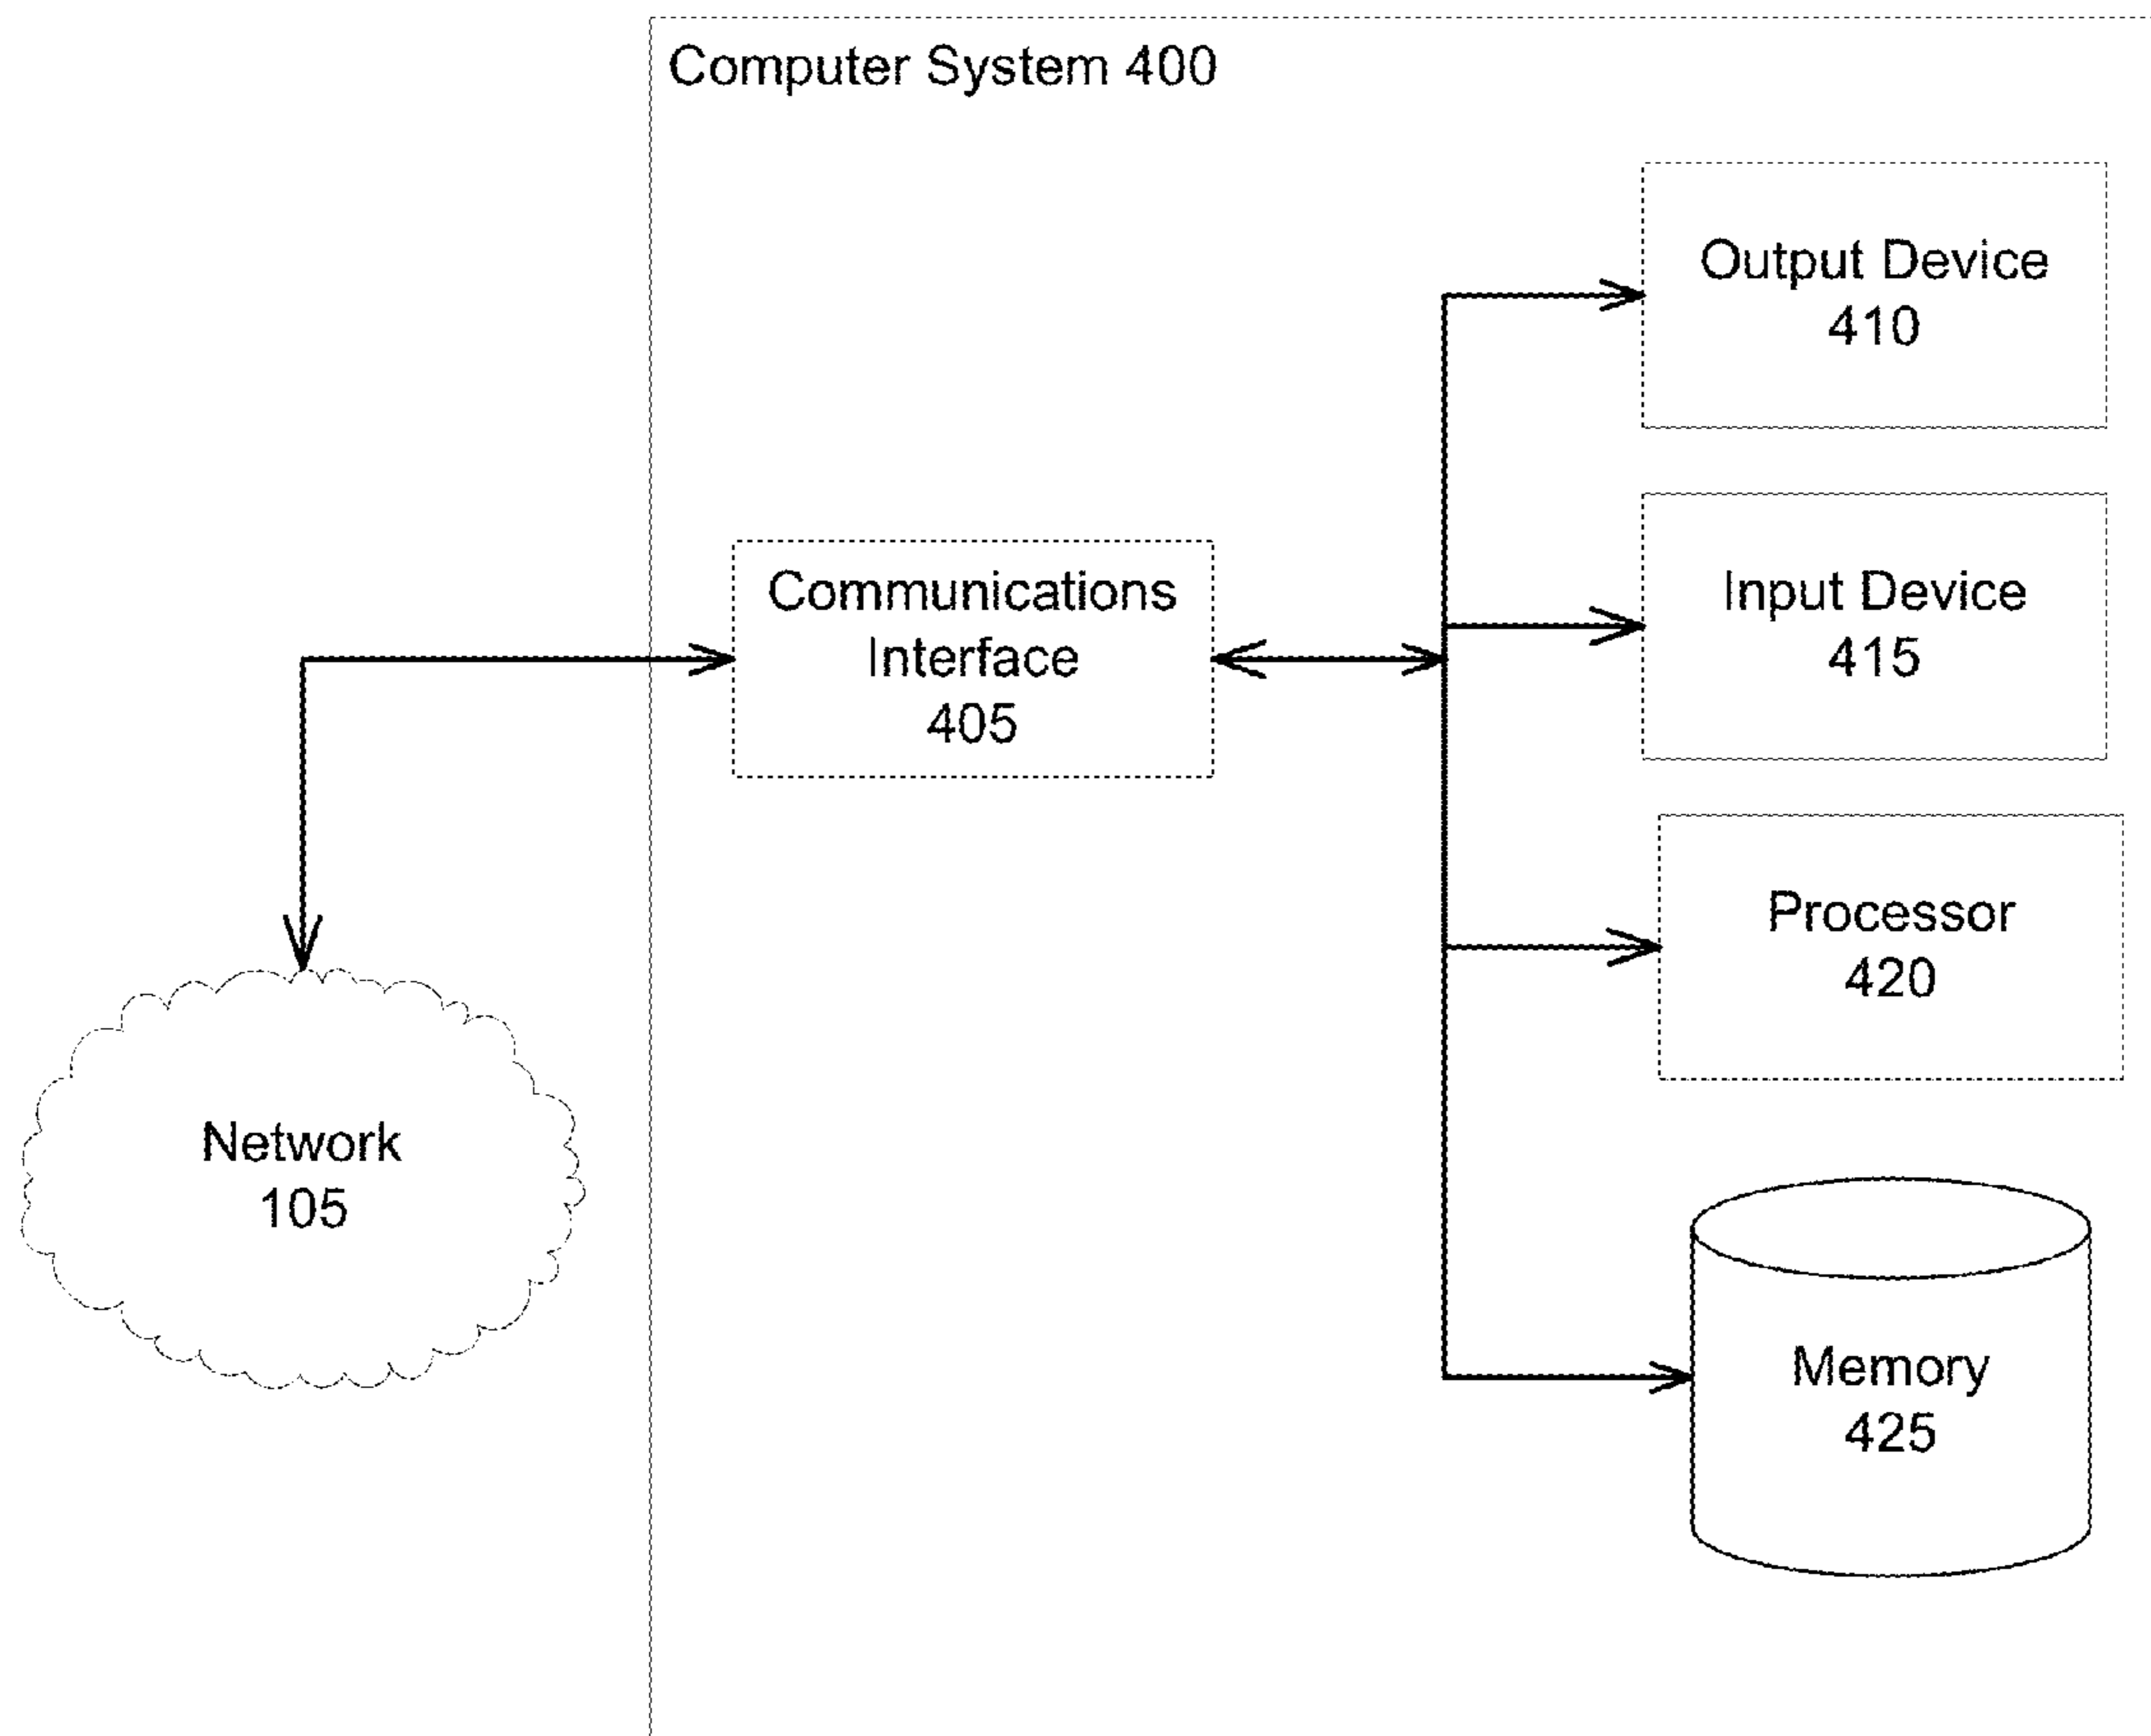 Computer System 400
Output Device
410
Input Device
415
Communications
Interface
405
Processor
420
Network
105
Memory
425